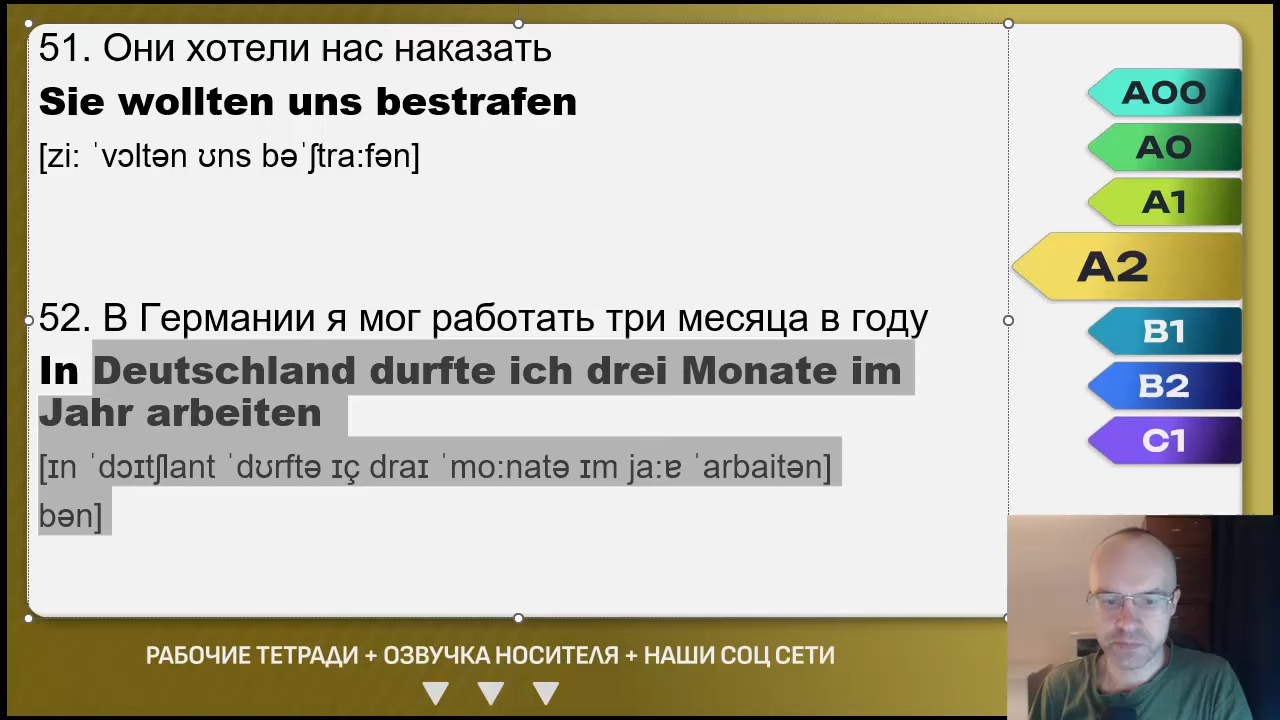 51. Они хотели нас наказать
Sie wollten uns bestrafen
[zi: ˈvɔltən ʊns bəˈʃtra:fən]
52. В Германии я мог работать три месяца в году
In Deutschland durfte ich drei Monate im
Jahr arbeiten
[ɪn ˈdɔɪtʃlant ˈdʊrftə ɪç draɪ ˈmo:natə ɪm ja:ɐ ˈarbaitən]
bən]
A00
A0
A1
A2
B1
B2
C1
РАБОЧИЕ ТЕТРАДИ + ОЗВУЧКА НОСИТЕЛЯ + НАШИ СОЦ СЕТИ